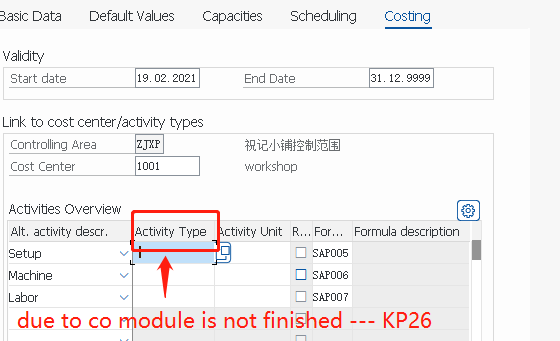 Basic Data Default Values Capacities Scheduling Costing
Validity
Start date 19.02.2021 End Date 31.12.9999
Link to cost center/activity types
Controlling Area ZJXP 祝记小铺控制范围
Cost Center 1001 workshop
Activities Overview
Alt. activity descr. Activity Type Activity Unit R... For... Formula description
Setup SAP005
Machine SAP006
Labor SAP007
due to co module is not finished --- KP26